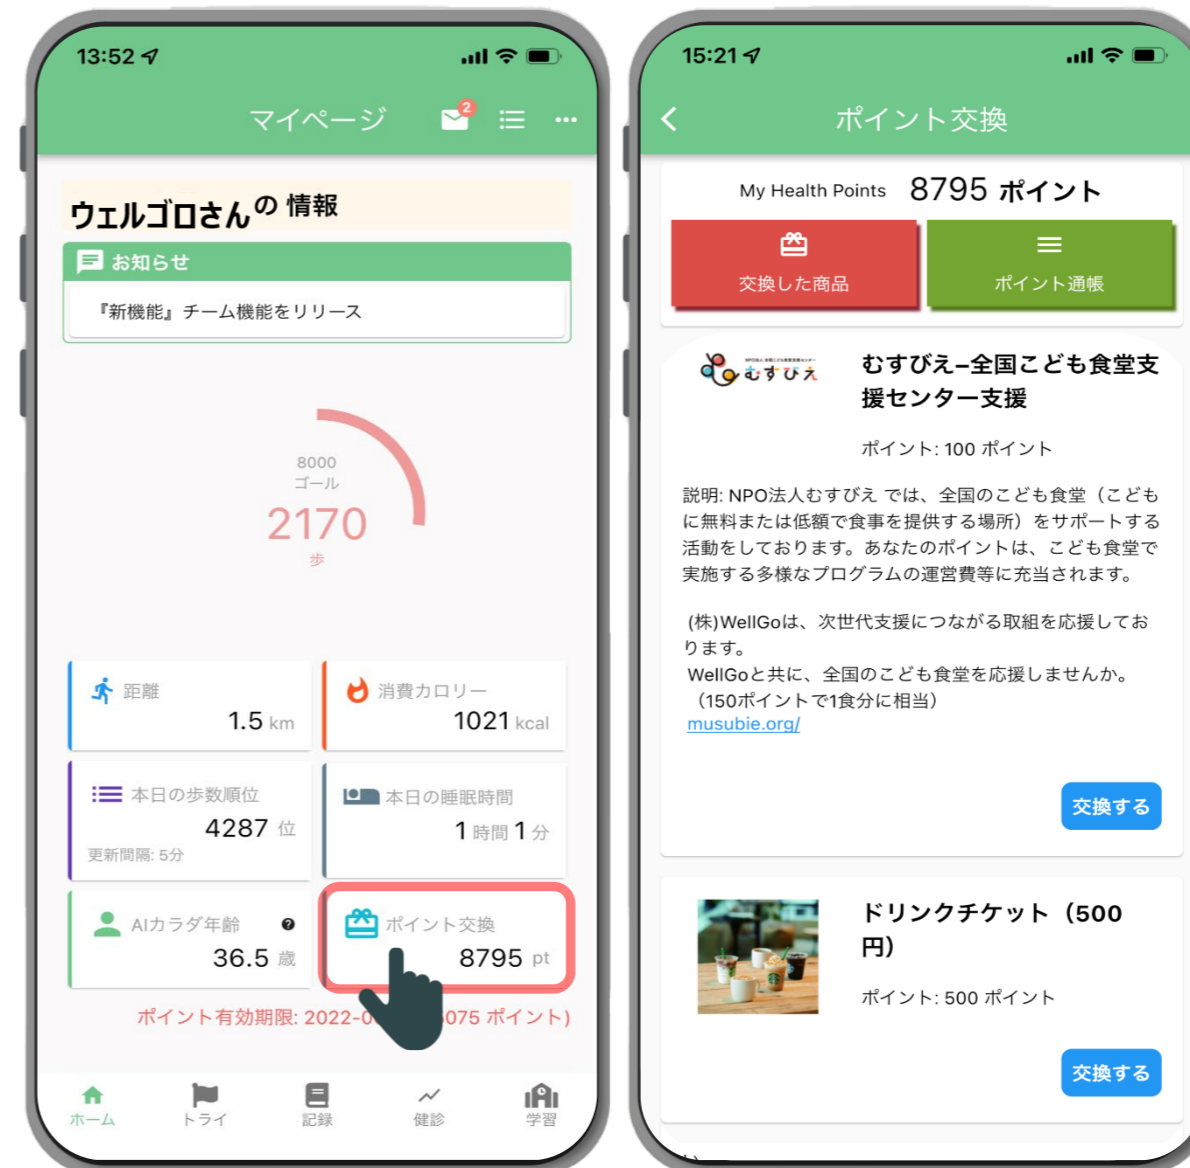 13:52
マイページ
2
ウェルゴロさんの 情報
お知らせ
『新機能』チーム機能をリリース
8000
ゴール
2170
歩
距離
1.5 km
消費カロリー
1021 kcal
本日の歩数順位
4287 位
更新間隔: 5分
本日の睡眠時間
1 時間 1 分
AIカラダ年齢
36.5 歳
ポイント交換
8795 pt
ポイント有効期限: 2022-0 075 ポイント)
ホーム
トライ
記録
健診
学習
15:21
ポイント交換
My Health Points 8795 ポイント
交換した商品
ポイント通帳
むすびえ
むすびえ–全国こども食堂支
援センター支援
ポイント: 100 ポイント
説明: NPO法人むすびえ では、全国のこども食堂（こども
に無料または低額で食事を提供する場所）をサポートする
活動をしております。あなたのポイントは、こども食堂で
実施する多様なプログラムの運営費等に充当されます。
(株)WellGoは、次世代支援につながる取組を応援してお
ります。
WellGoと共に、全国のこども食堂を応援しませんか。
（150ポイントで1食分に相当）
musubie.org/
交換する
ドリンクチケット（500
円）
ポイント: 500 ポイント
交換する